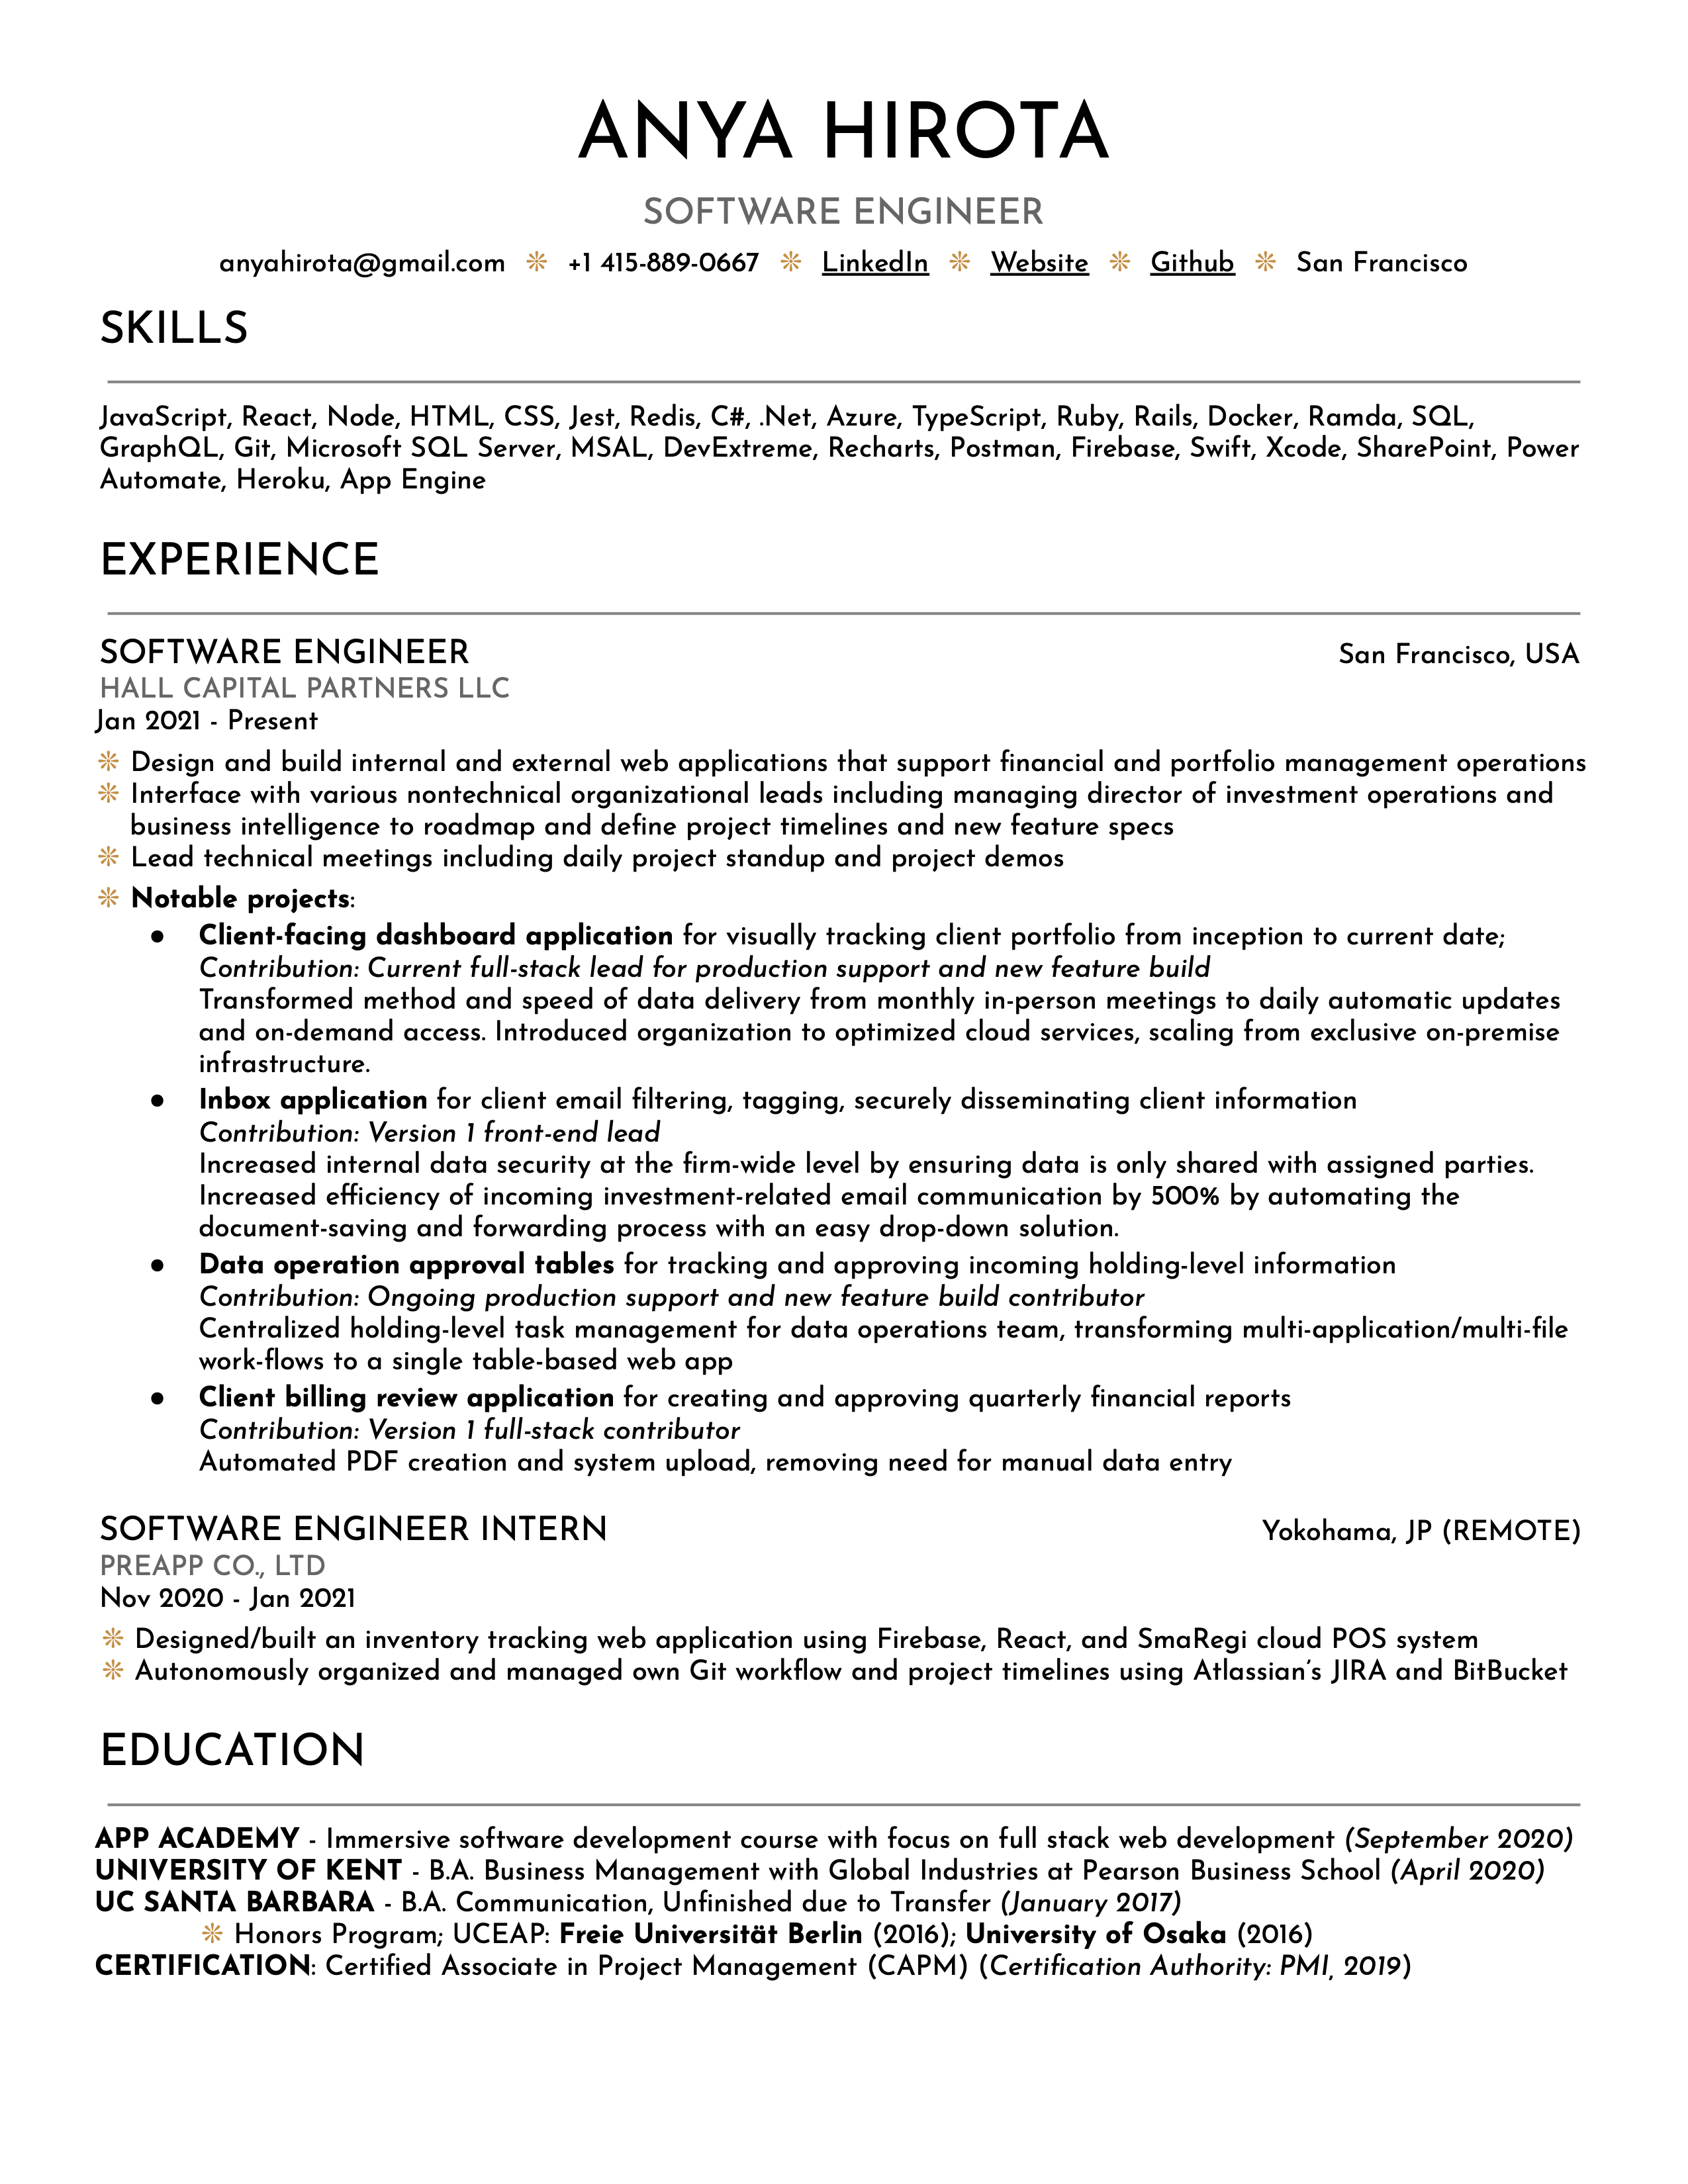 ANYA HIROTA
SOFTWARE ENGINEER
anyahirota@gmail.com ❊ +1 415-889-0667 ❊ LinkedIn ❊ Website ❊ Github ❊ San Francisco
SKILLS
JavaScript, React, Node, HTML, CSS, Jest, Redis, C#, .Net, Azure, TypeScript, Ruby, Rails, Docker, Ramda, SQL,
GraphQL, Git, Microsoft SQL Server, MSAL, DevExtreme, Recharts, Postman, Firebase, Swift, Xcode, SharePoint, Power
Automate, Heroku, App Engine
EXPERIENCE
SOFTWARE ENGINEER San Francisco, USA
HALL CAPITAL PARTNERS LLC
Jan 2021 - Present
❊ Design and build internal and external web applications that support financial and portfolio management operations
❊ Interface with various nontechnical organizational leads including managing director of investment operations and
business intelligence to roadmap and define project timelines and new feature specs
❊ Lead technical meetings including daily project standup and project demos
❊ Notable projects:
● Client-facing dashboard application for visually tracking client portfolio from inception to current date;
Contribution: Current full-stack lead for production support and new feature build
Transformed method and speed of data delivery from monthly in-person meetings to daily automatic updates
and on-demand access. Introduced organization to optimized cloud services, scaling from exclusive on-premise
infrastructure.
● Inbox application for client email filtering, tagging, securely disseminating client information
Contribution: Version 1 front-end lead
Increased internal data security at the firm-wide level by ensuring data is only shared with assigned parties.
Increased efficiency of incoming investment-related email communication by 500% by automating the
document-saving and forwarding process with an easy drop-down solution.
● Data operation approval tables for tracking and approving incoming holding-level information
Contribution: Ongoing production support and new feature build contributor
Centralized holding-level task management for data operations team, transforming multi-application/multi-file
work-flows to a single table-based web app
● Client billing review application for creating and approving quarterly financial reports
Contribution: Version 1 full-stack contributor
Automated PDF creation and system upload, removing need for manual data entry
SOFTWARE ENGINEER INTERN Yokohama, JP (REMOTE)
PREAPP CO., LTD
Nov 2020 - Jan 2021
❊ Designed/built an inventory tracking web application using Firebase, React, and SmaRegi cloud POS system
❊ Autonomously organized and managed own Git workflow and project timelines using Atlassian's JIRA and BitBucket
EDUCATION
APP ACADEMY - Immersive software development course with focus on full stack web development (September 2020)
UNIVERSITY OF KENT - B.A. Business Management with Global Industries at Pearson Business School (April 2020)
UC SANTA BARBARA - B.A. Communication, Unfinished due to Transfer (January 2017)
❊ Honors Program; UCEAP: Freie Universität Berlin (2016); University of Osaka (2016)
CERTIFICATION: Certified Associate in Project Management (CAPM) (Certification Authority: PMI, 2019)